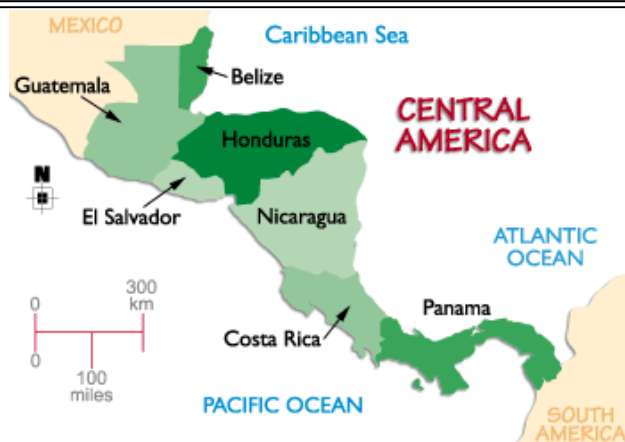 MEXICO
Caribbean Sea
Guatemala
Belize
CENTRAL
AMERICA
Honduras
N
El Salvador
Nicaragua
ATLANTIC
OCEAN
0
300
km
Panama
Costa Rica
0
100
miles
PACIFIC OCEAN
SOUTH
AMERICA